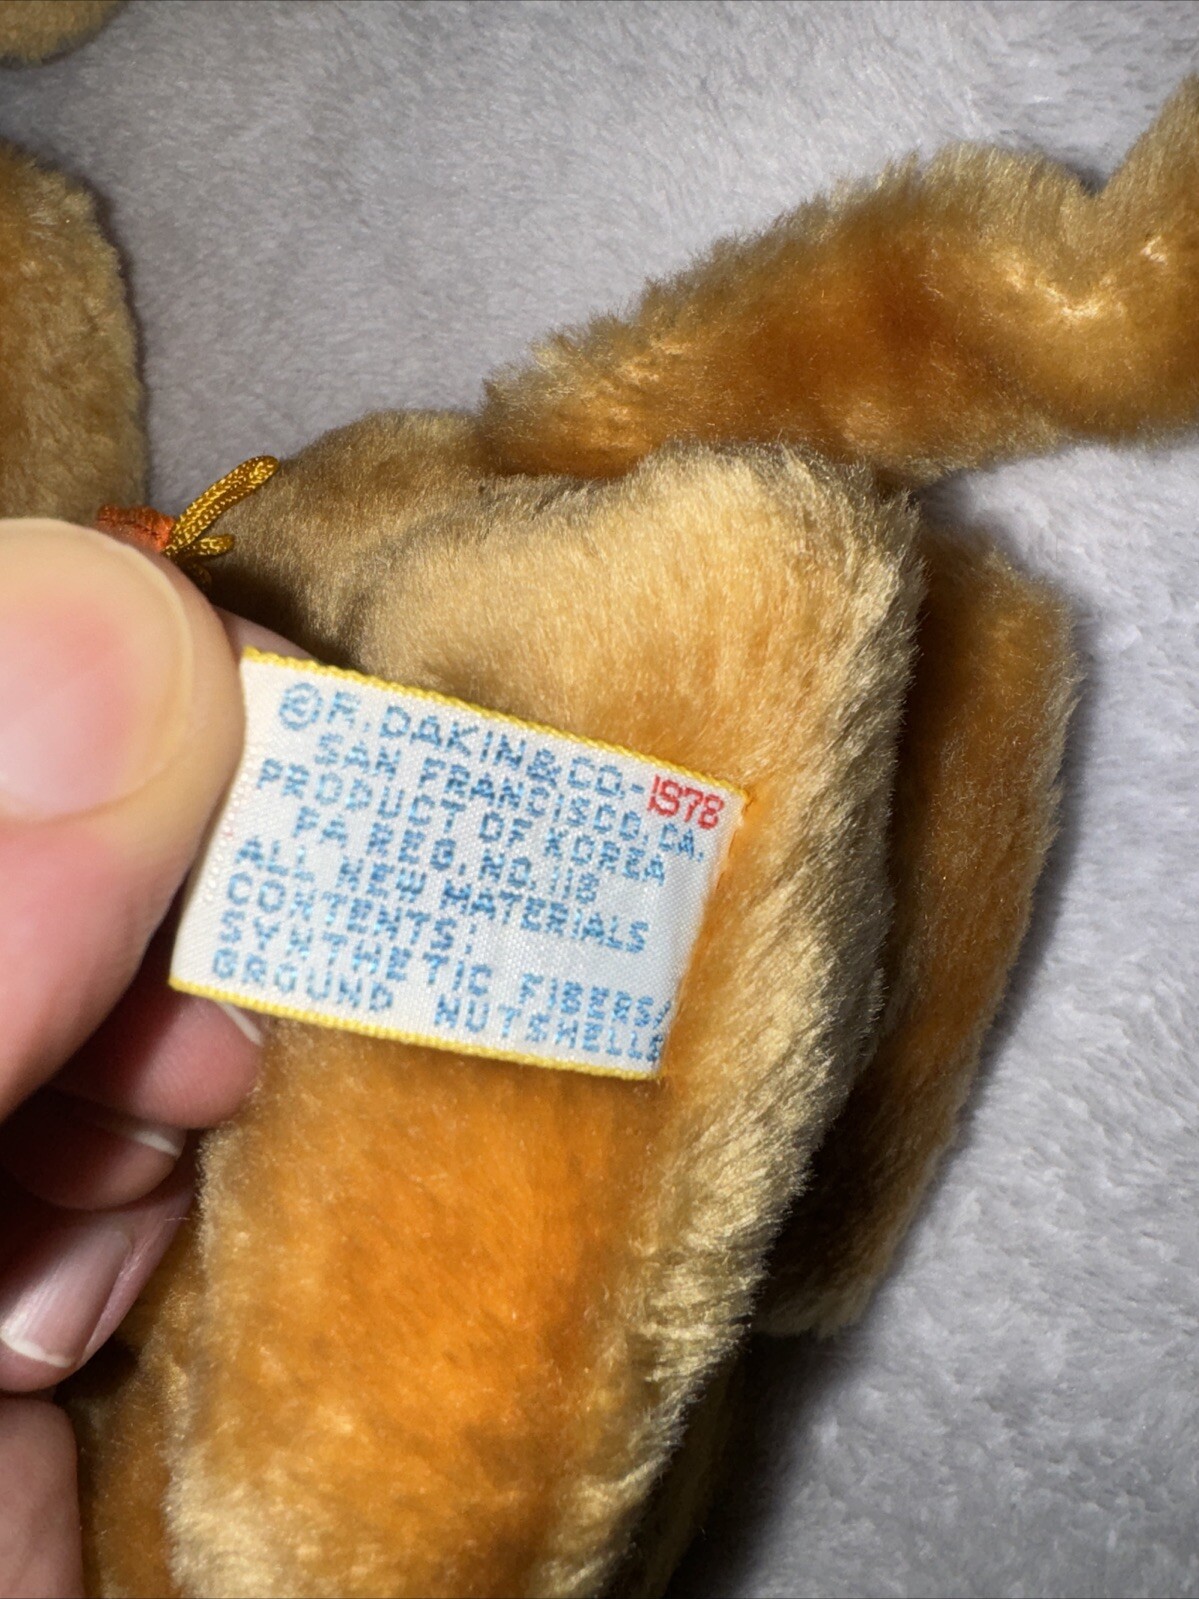 © R. DAKIN & CO. - 1978
SAN FRANCISCO, CA.
PRODUCT OF KOREA
PA REG. NO. 118
ALL NEW MATERIALS
CONTENTS:
SYNTHETIC FIBERS/
GROUND NUTSHELLS